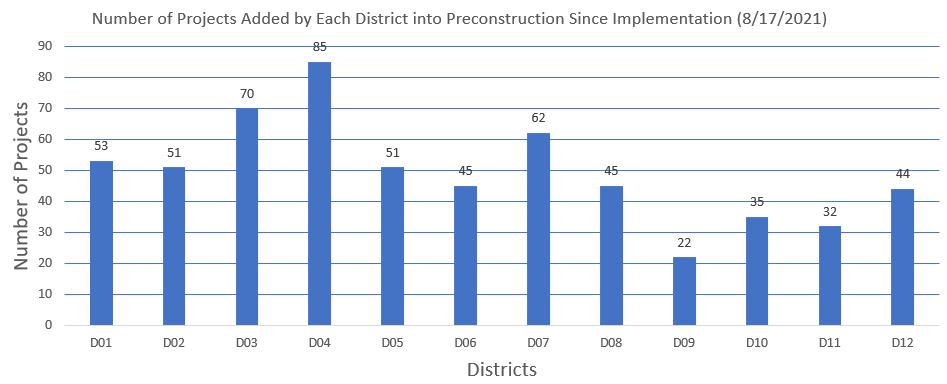 Number of Projects Added by Each District into Preconstruction Since Implementation (8/17/2021)
90
80
70
60
50
40
30
20
10
0
Number of Projects
53
51
70
85
51
45
62
45
22
35
32
44
D01
D02
D03
D04
D05
D06
D07
D08
D09
D10
D11
D12
Districts